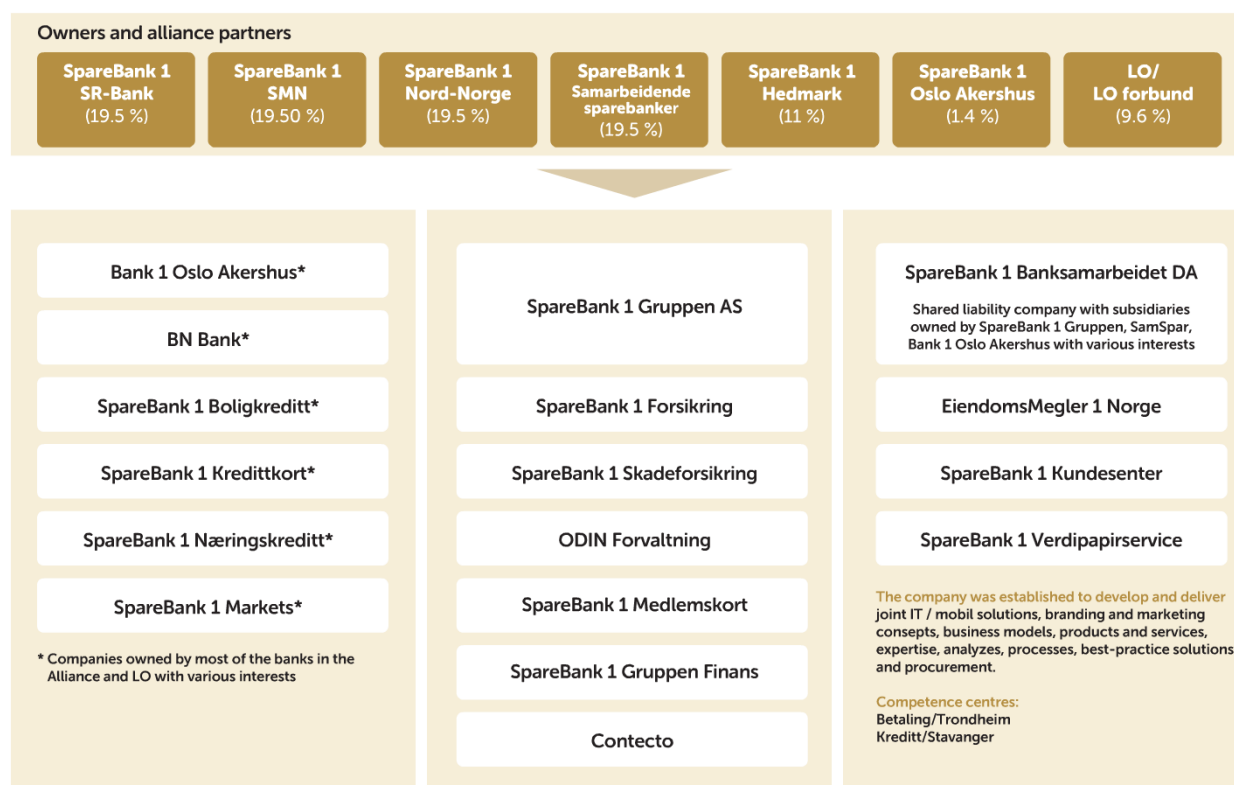 Owners and alliance partners
SpareBank 1
SR-Bank
(19.5 %)
SpareBank 1
SMN
(19.50 %)
SpareBank 1
Nord-Norge
(19.5 %)
SpareBank 1
Samarbeidende
sparebanker
(19.5 %)
SpareBank 1
Hedmark
(11 %)
SpareBank 1
Oslo Akershus
(1.4 %)
LO/
LO forbund
(9.6 %)
Bank 1 Oslo Akershus*
BN Bank*
SpareBank 1 Boligkreditt*
SpareBank 1 Kredittkort*
SpareBank 1 Næringskreditt*
SpareBank 1 Markets*
* Companies owned by most of the banks in the
Alliance and LO with various interests
SpareBank 1 Gruppen AS
SpareBank 1 Forsikring
SpareBank 1 Skadeforsikring
ODIN Forvaltning
SpareBank 1 Medlemskort
SpareBank 1 Gruppen Finans
Contecto
SpareBank 1 Banksamarbeidet DA
Shared liability company with subsidiaries
owned by SpareBank 1 Gruppen, SamSpar,
Bank 1 Oslo Akershus with various interests
EiendomsMegler 1 Norge
SpareBank 1 Kundesenter
SpareBank 1 Verdipapirservice
The company was established to develop and deliver
joint IT / mobil solutions, branding and marketing
consepts, business models, products and services,
expertise, analyzes, processes, best-practice solutions
and procurement.
Competence centres:
Betaling/Trondheim
Kreditt/Stavanger